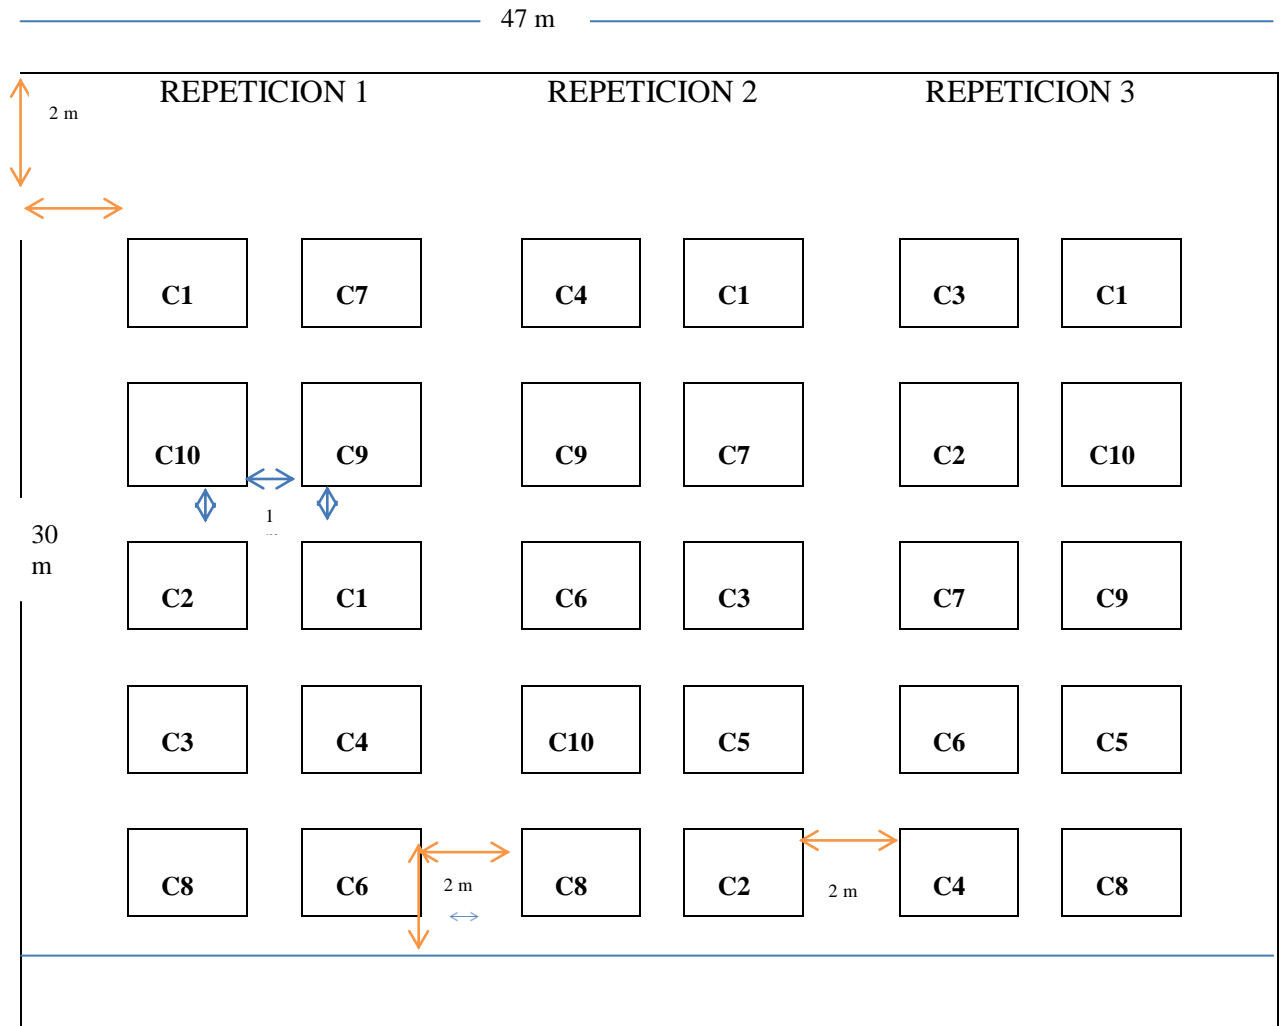 47 m
REPETICION 1 REPETICION 2 REPETICION 3
2 m
C1 C7 C4 C1 C3 C1
C10 C9 C9 C7 C2 C10
1
30
m
C2 C1 C6 C3 C7 C9
C3 C4 C10 C5 C6 C5
C8 C6 2 m C8 C2 2 m C4 C8